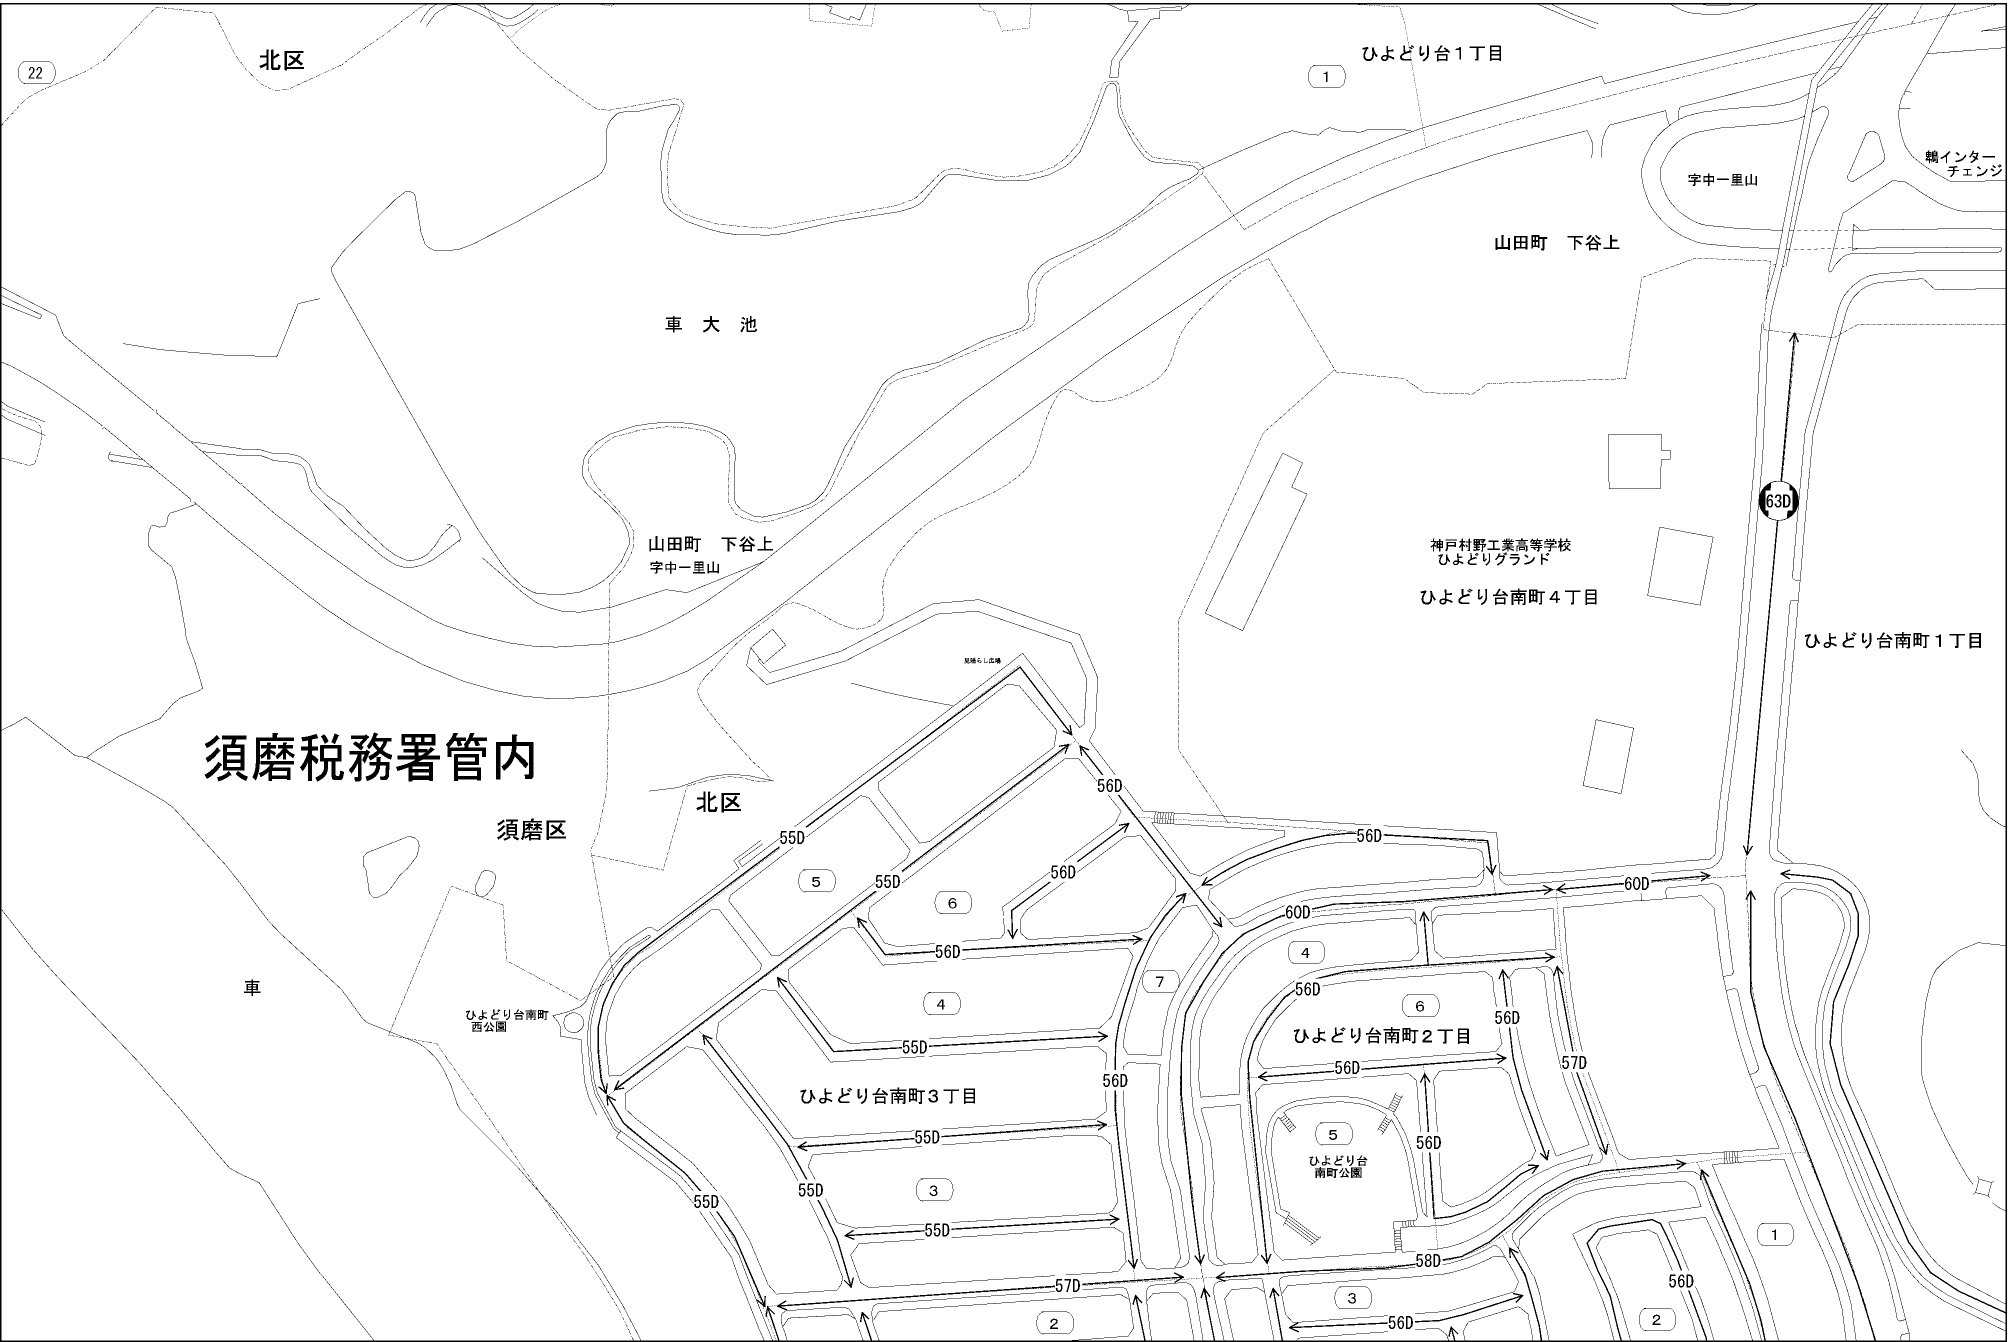 北区
22
ひよどり台1丁目
1
鵯インター
チェンジ
字中一里山
山田町 下谷上
車 大 池
63D
山田町 下谷上
字中一里山
神戸村野工業高等学校
ひよどりグランド
ひよどり台南町4丁目
ひよどり台南町1丁目
見晴らし広場
須磨税務署管内
北区
須磨区
56D
55D
56D
5
55D
56D
60D
6
60D
56D
4
7
56D
4
6
車
ひよどり台南町
西公園
56D
ひよどり台南町2丁目
55D
57D
56D
56D
ひよどり台南町3丁目
55D
5
56D
ひよどり台
南町公園
55D
3
55D
55D
1
58D
57D
56D
3
2
56D
2